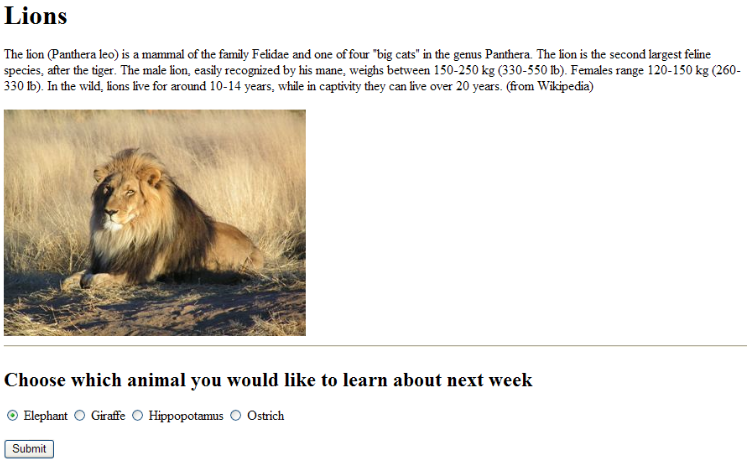 Lions
The lion (Panthera leo) is a mammal of the family Felidae and one of four "big cats" in the genus Panthera. The lion is the second largest feline
species, after the tiger. The male lion, easily recognized by his mane, weighs between 150-250 kg (330-550 lb). Females range 120-150 kg (260-
330 lb). In the wild, lions live for around 10-14 years, while in captivity they can live over 20 years. (from Wikipedia)
Choose which animal you would like to learn about next week
Elephant Giraffe Hippopotamus Ostrich
Submit